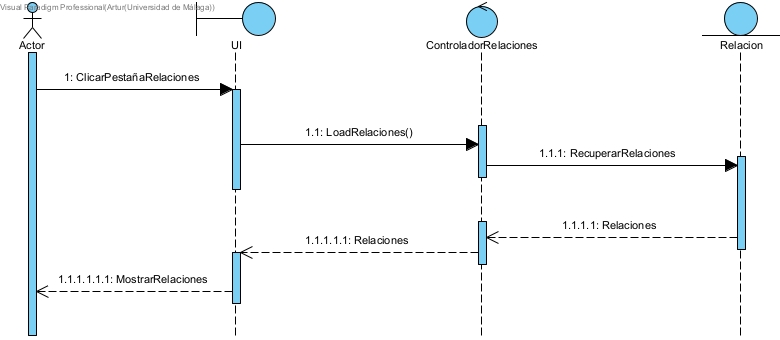 Visual Paradigm Professional(Artur(Universidad de Málaga))
Actor
UI
ControladorRelaciones
Relacion
1: ClicarPestañaRelaciones
1.1: LoadRelaciones()
1.1.1: RecuperarRelaciones
1.1.1.1: Relaciones
1.1.1.1.1: Relaciones
1.1.1.1.1.1: MostrarRelaciones